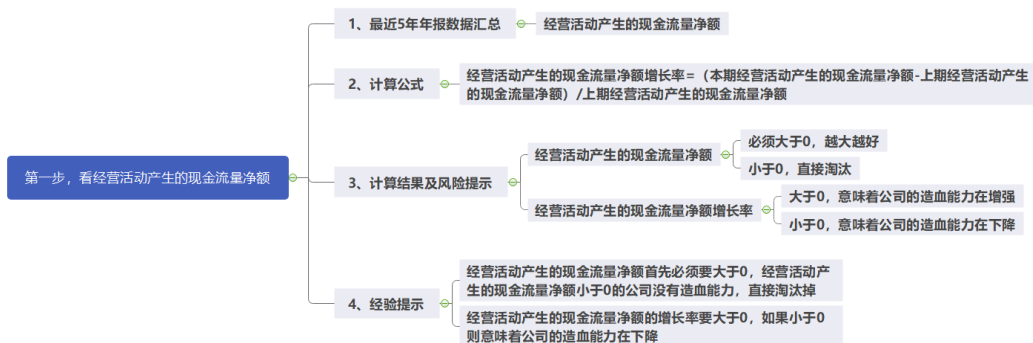 第一步，看经营活动产生的现金流量净额
1、最近5年年报数据汇总
经营活动产生的现金流量净额
2、计算公式
经营活动产生的现金流量净额增长率=（本期经营活动产生的现金流量净额-上期经营活动产生
的现金流量净额）/上期经营活动产生的现金流量净额
3、计算结果及风险提示
经营活动产生的现金流量净额
必须大于0，越大越好
小于0，直接淘汰
经营活动产生的现金流量净额增长率
大于0，意味着公司的造血能力在增强
小于0，意味着公司的造血能力在下降
4、经验提示
经营活动产生的现金流量净额首先必须要大于0，经营活动产
生的现金流量净额小于0的公司没有造血能力，直接淘汰掉
经营活动产生的现金流量净额的增长率要大于0，如果小于0
则意味着公司的造血能力在下降